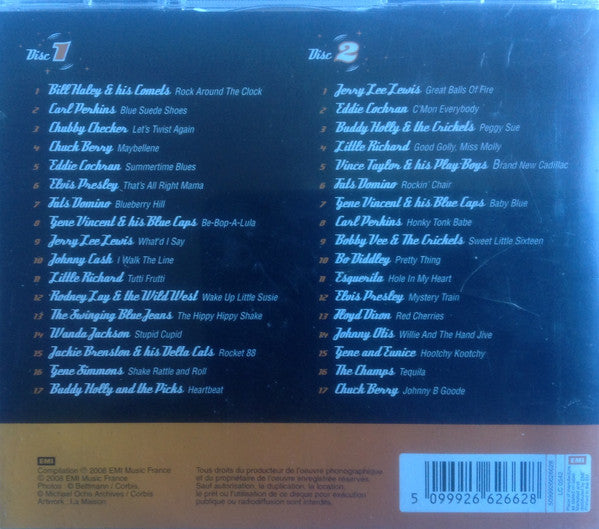 Disc 1
1 Bill Haley & his Comets Rock Around The Clock
2 Carl Perkins Blue Suede Shoes
3 Chubby Checker Let's Twist Again
4 Chuck Berry Maybellene
5 Eddie Cochran Summertime Blues
6 Elvis Presley That's All Right Mama
7 Fats Domino Blueberry Hill
8 Gene Vincent & his Blue Caps Be-Bop-A-Lula
9 Jerry Lee Lewis What'd I Say
10 Johnny Cash I Walk The Line
11 Little Richard Tutti Frutti
12 Rodney Lay & the Wild West Wake Up Little Susie
13 The Swinging Blue Jeans The Hippy Hippy Shake
14 Wanda Jackson Stupid Cupid
15 Jackie Brenston & his Delta Cats Rocket 88
16 Gene Simmons Shake Rattle and Roll
17 Buddy Holly and the Picks Heartbeat
Disc 2
1 Jerry Lee Lewis Great Balls Of Fire
2 Eddie Cochran C'Mon Everybody
3 Buddy Holly & the Crickets Peggy Sue
4 Little Richard Good Golly, Miss Molly
5 Vince Taylor & his Play Boys Brand New Cadillac
6 Fats Domino Rockin' Chair
7 Gene Vincent & his Blue Caps Baby Blue
8 Carl Perkins Honky Tonk Babe
9 Bobby Vee & The Crickets Sweet Little Sixteen
10 Bo Diddley Pretty Thing
11 Esquerita Hole In My Heart
12 Elvis Presley Mystery Train
13 Floyd Dixon Red Cherries
14 Johnny Otis Willie And The Hand Jive
15 Gene and Eunice Hootchy Kootchy
16 The Champs Tequila
17 Chuck Berry Johnny B Goode
EMI
Compilation ℗ 2008 EMI Music France
© 2008 EMI Music France
Photos : © Bettmann / Corbis,
© Michael Ochs Archives / Corbis
Artwork : La Maison
Tous droits du producteur de l'oeuvre phonographique
et du propriétaire de l'oeuvre enregistrée réservés.
Sauf autorisation, la duplication, la location,
le prêt ou l'utilisation de ce disque pour exécution
publique ou radiodiffusion sont interdits.
5 099926 626628
EMI
LC 0542